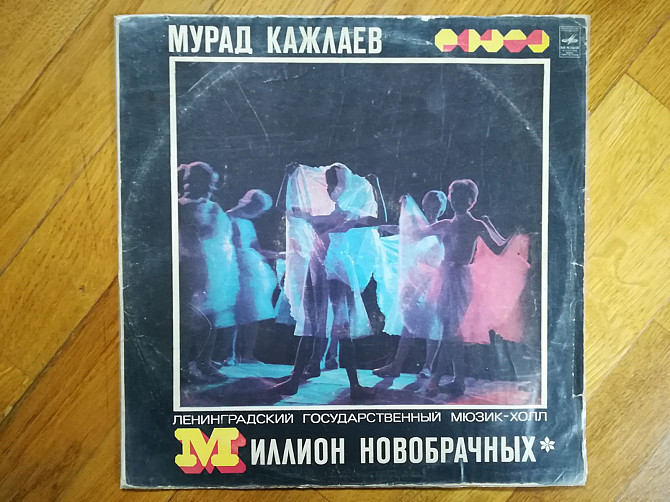 МУРАД КАЖЛАЕВ
ЛЕНИНГРАДСКИЙ ГОСУДАРСТВЕННЫЙ МЮЗИК-ХОЛЛ
МИЛЛИОН НОВОБРАЧНЫХ*